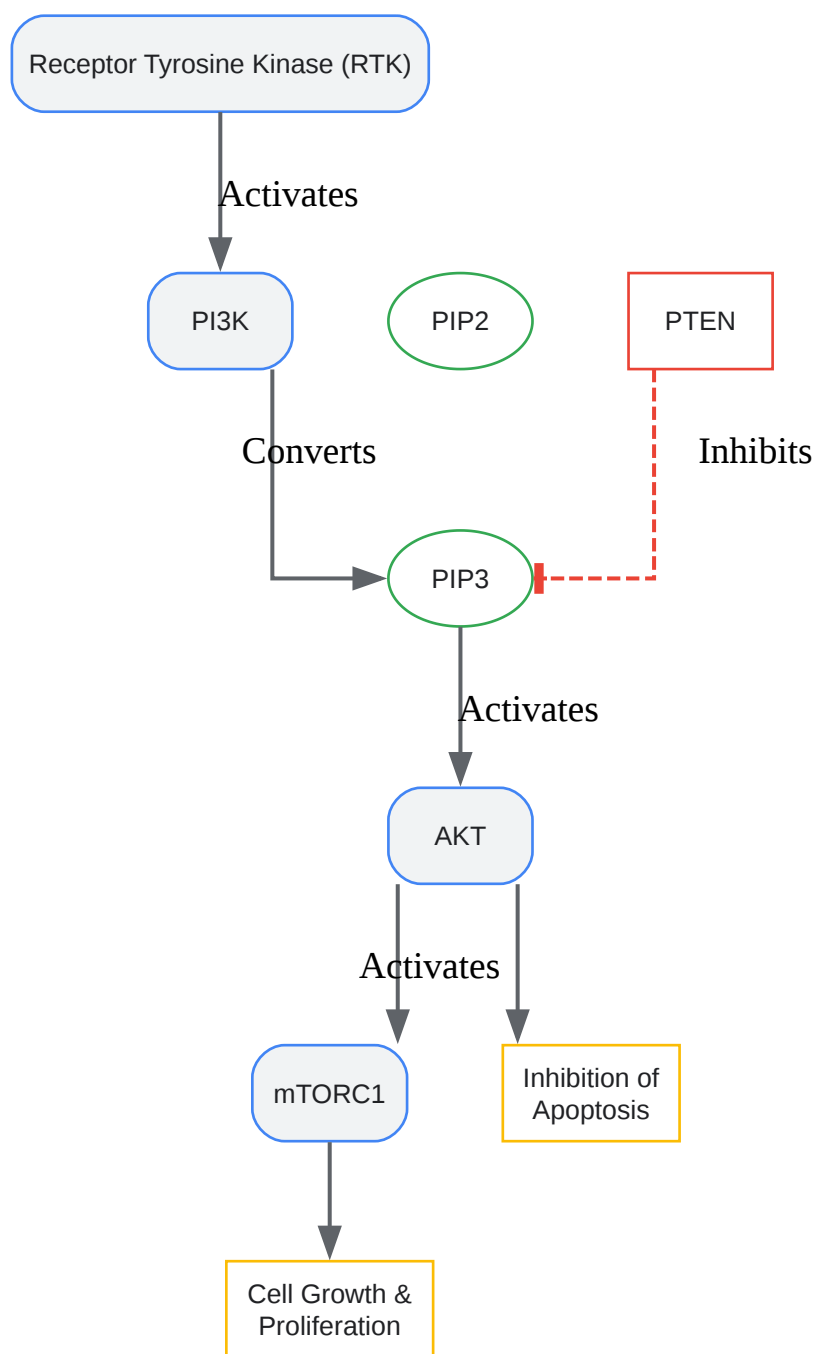 Receptor Tyrosine Kinase (RTK)
Activates
PI3K
PIP2
PTEN
Converts
Inhibits
PIP3
Activates
AKT
Activates
mTORC1
Inhibition of
Apoptosis
Cell Growth &
Proliferation